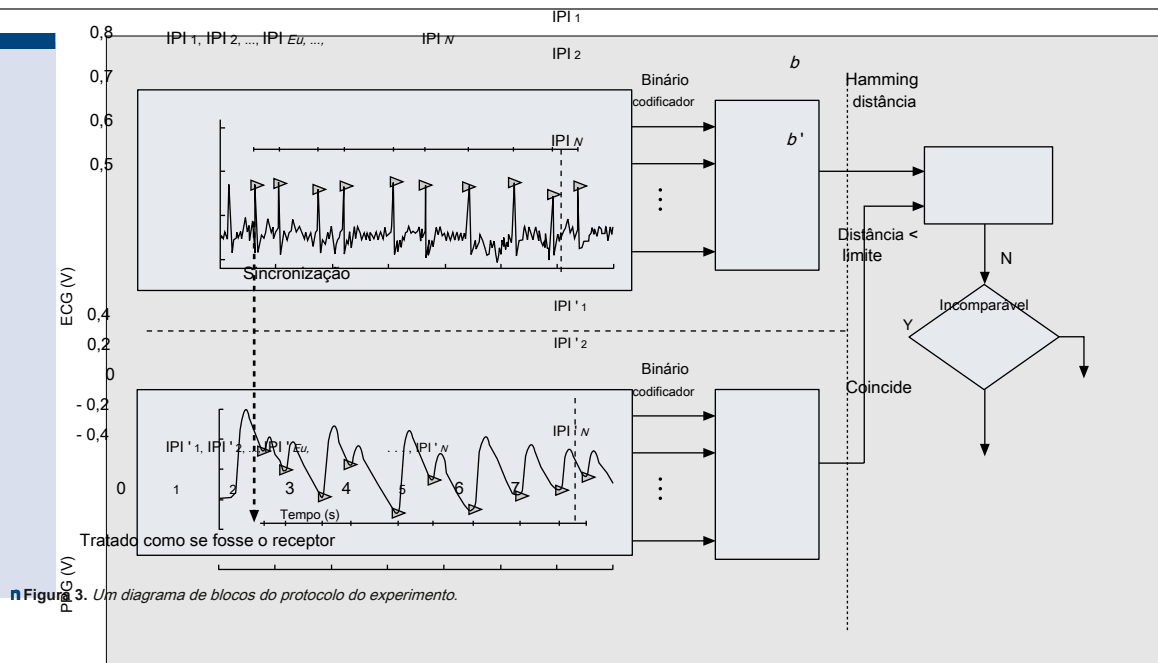 IPI 1
0,8
IPI 1, IPI 2, ..., IPI Eu, ...,
IPI N
IPI 2
b
0,7
Binário
codificador
Hamming
distância
0,6
0,5
IPI N
b'
Sincronização
Distância <
limite
N
ECG (V)
IPI ' 1
Incomparável
0,4
Y
0,2
IPI ' 2
0
Binário
codificador
Coincide
- 0,2
- 0,4
IPI ' 1, IPI ' 2, ... IPI ' Eu,
. . . , IPI ' N
IPI ' N
0 1 2 3 4 5 6 7
Tempo (s)
Tratado como se fosse o receptor
PPG (V)
n Figura 3. Um diagrama de blocos do protocolo do experimento.